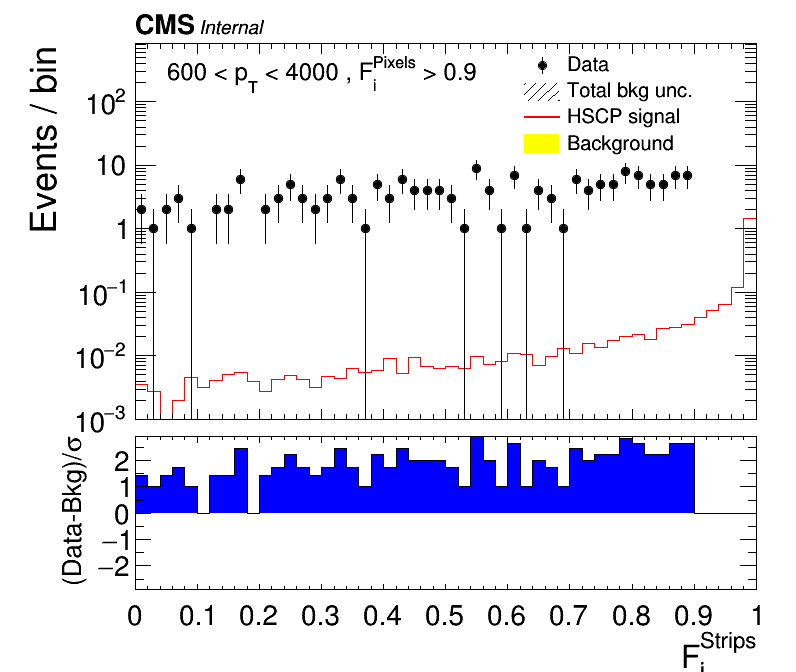 CMS Internal
600 < p_T < 4000 , F_i^Pixels > 0.9
Data
Total bkg unc.
HSCP signal
Background
Events / bin
10²
10
1
10⁻¹
10⁻²
10⁻³
(Data-Bkg)/σ
2
1
0
−1
−2
0 0.1 0.2 0.3 0.4 0.5 0.6 0.7 0.8 0.9 1
F_i^Strips